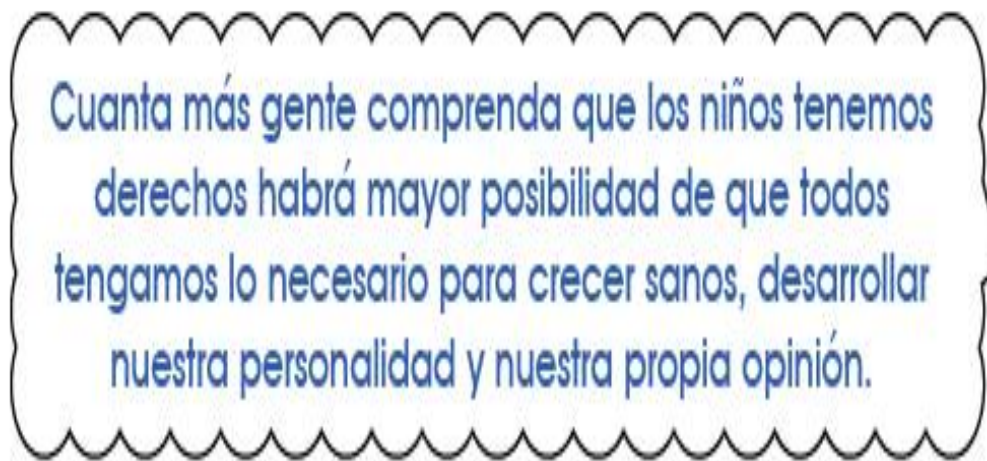 Cuanta más gente comprenda que los niños tenemos
derechos habrá mayor posibilidad de que todos
tengamos lo necesario para crecer sanos, desarrollar
nuestra personalidad y nuestra propia opinión.